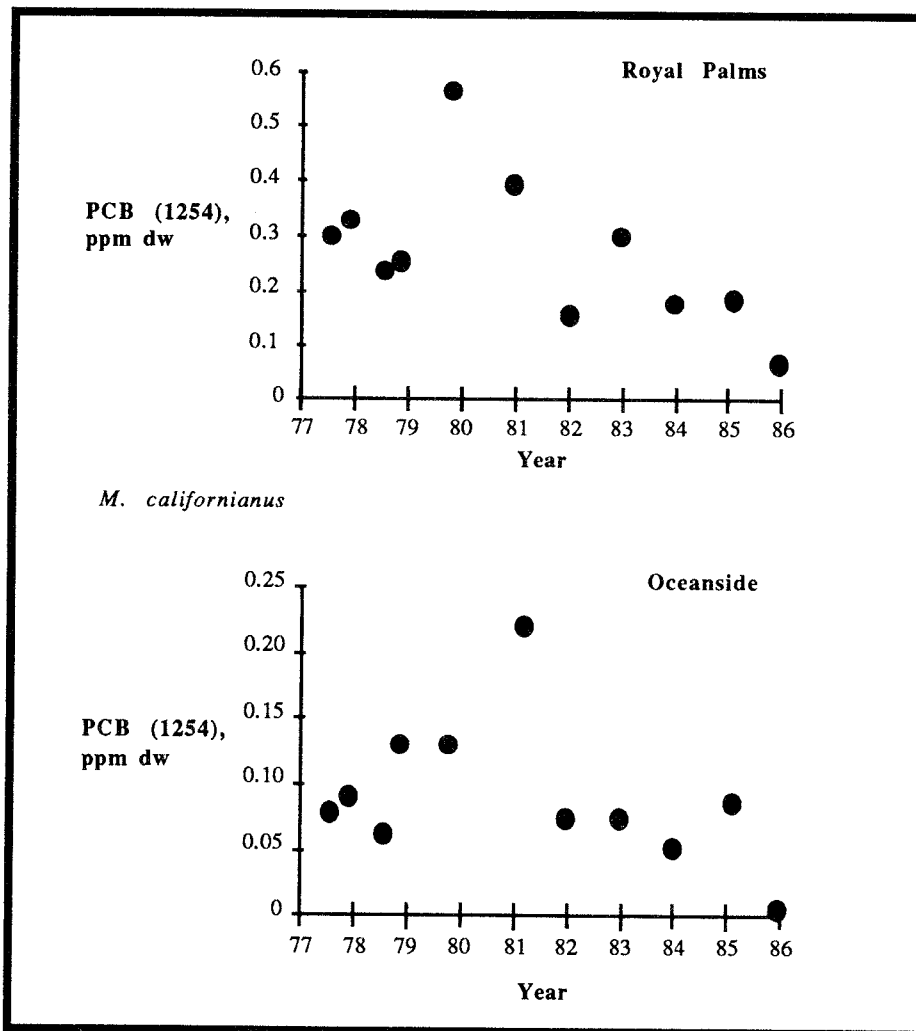 Royal Palms
0.6
0.5
0.4
PCB (1254),
ppm dw
0.3
0.2
0.1
0
77 78 79 80 81 82 83 84 85 86
Year
M. californianus
Oceanside
0.25
0.20
0.15
PCB (1254),
ppm dw
0.10
0.05
0
77 78 79 80 81 82 83 84 85 86
Year